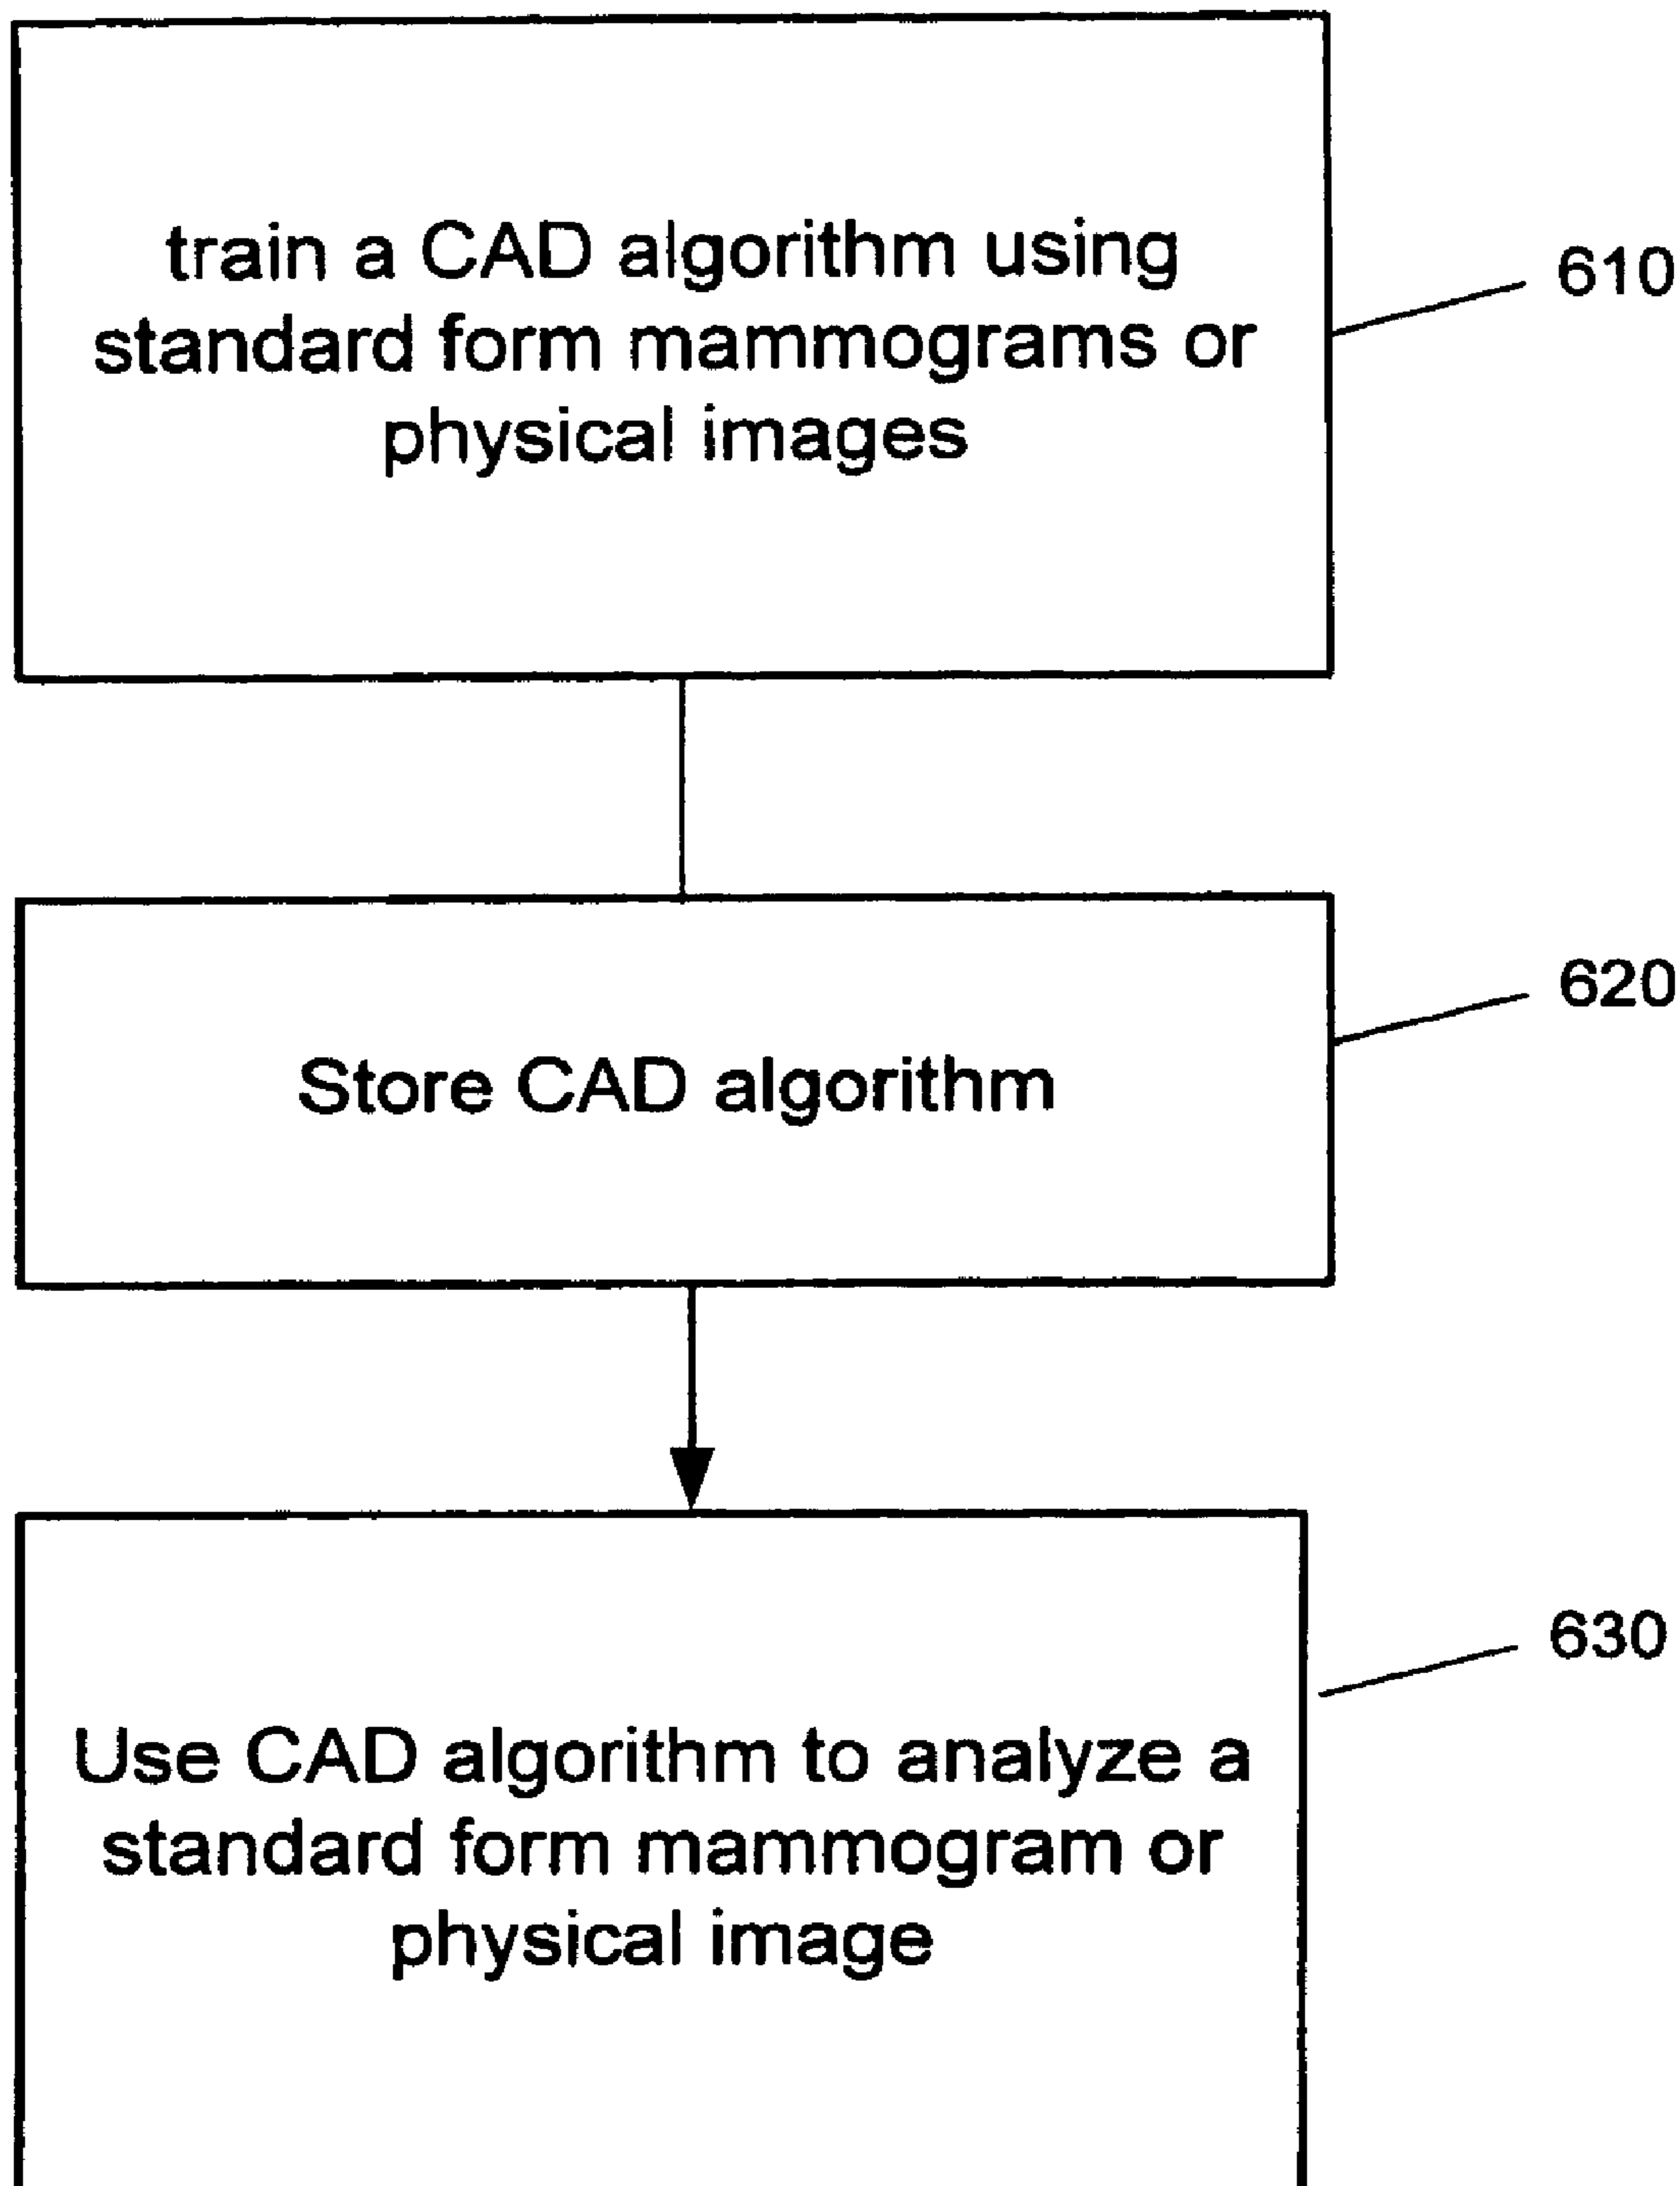 train a CAD algorithm using
standard form mammograms or
physical images
610
Store CAD algorithm
620
Use CAD algorithm to analyze a
standard form mammogram or
physical image
630